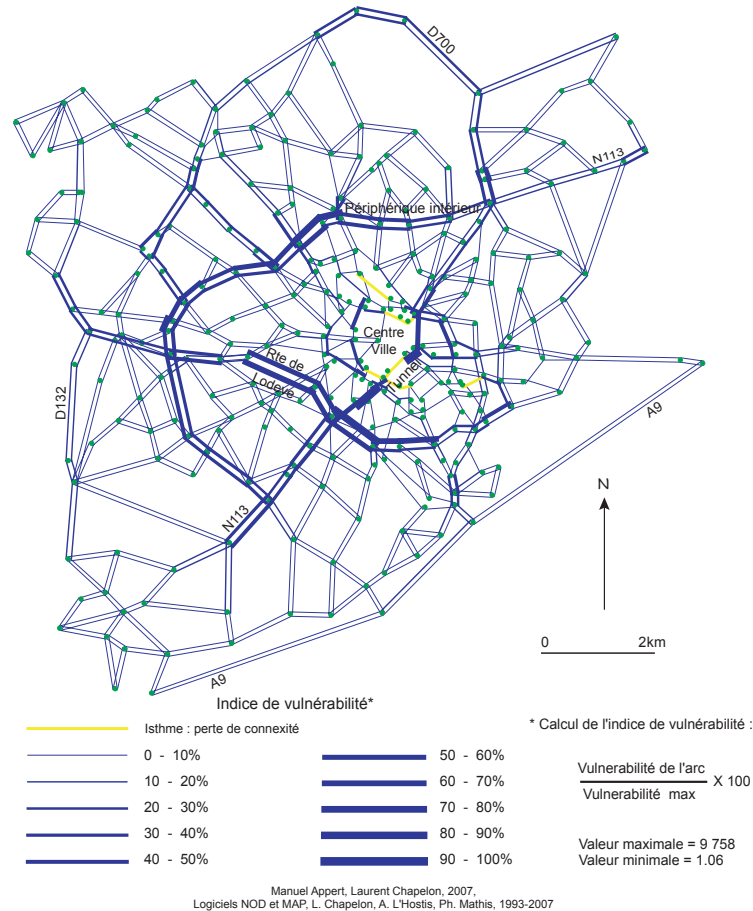 D700
N113
Périphérique intérieur
Centre
Ville
Tunnel
Rte de
Lodève
D132
A9
N113
N
0 2km
A9
Indice de vulnérabilité*
Isthme : perte de connexité
0 - 10%
10 - 20%
20 - 30%
30 - 40%
40 - 50%
50 - 60%
60 - 70%
70 - 80%
80 - 90%
90 - 100%
* Calcul de l'indice de vulnérabilité :
Vulnerabilité de l'arc
Vulnerabilité max
X 100
Valeur maximale = 9 758
Valeur minimale = 1.06
Manuel Appert, Laurent Chapelon, 2007,
Logiciels NOD et MAP, L. Chapelon, A. L'Hostis, Ph. Mathis, 1993-2007